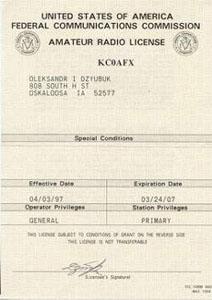 UNITED STATES OF AMERICA
FEDERAL COMMUNICATIONS COMMISSION
AMATEUR RADIO LICENSE
KC0AFX
OLEKSANDR I DZYUBUK
808 SOUTH H ST
OSKALOOSA IA 52577
Special Conditions
Effective Date Expiration Date
04/03/97 03/24/07
Operator Privileges Station Privileges
GENERAL PRIMARY
THIS LICENSE SUBJECT TO CONDITIONS OF GRANT ON THE REVERSE SIDE
THIS LICENSE IS NOT TRANSFERABLE
Licensee's Signature
FCC FORM